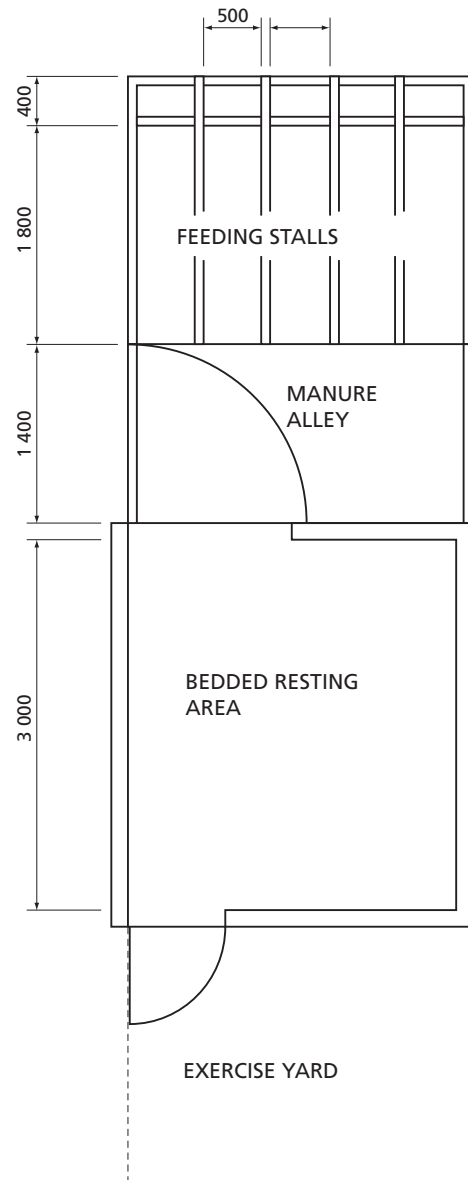 500
400
1 800
FEEDING STALLS
MANURE
ALLEY
1 400
BEDDED RESTING
AREA
3 000
EXERCISE YARD